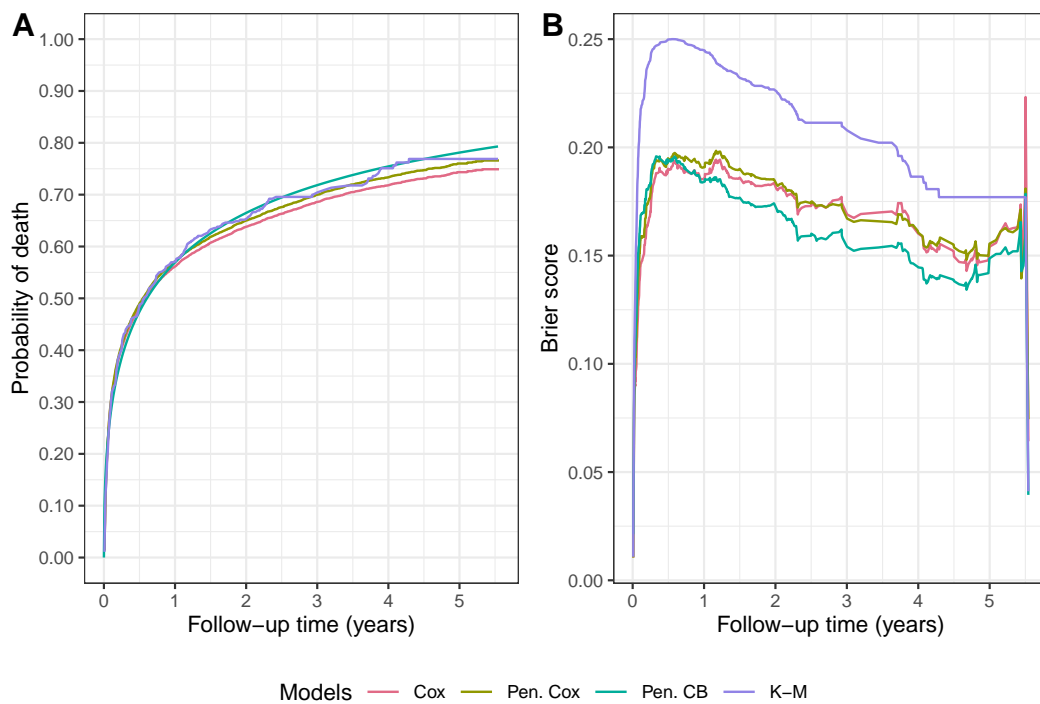 A
1.00
0.90
0.80
0.70
0.60
0.50
0.40
0.30
0.20
0.10
0.00
Probability of death
0 1 2 3 4 5
Follow−up time (years)
B
0.25
0.20
0.15
0.10
0.05
0.00
Brier score
0 1 2 3 4 5
Follow−up time (years)
Models Cox Pen. Cox Pen. CB K−M